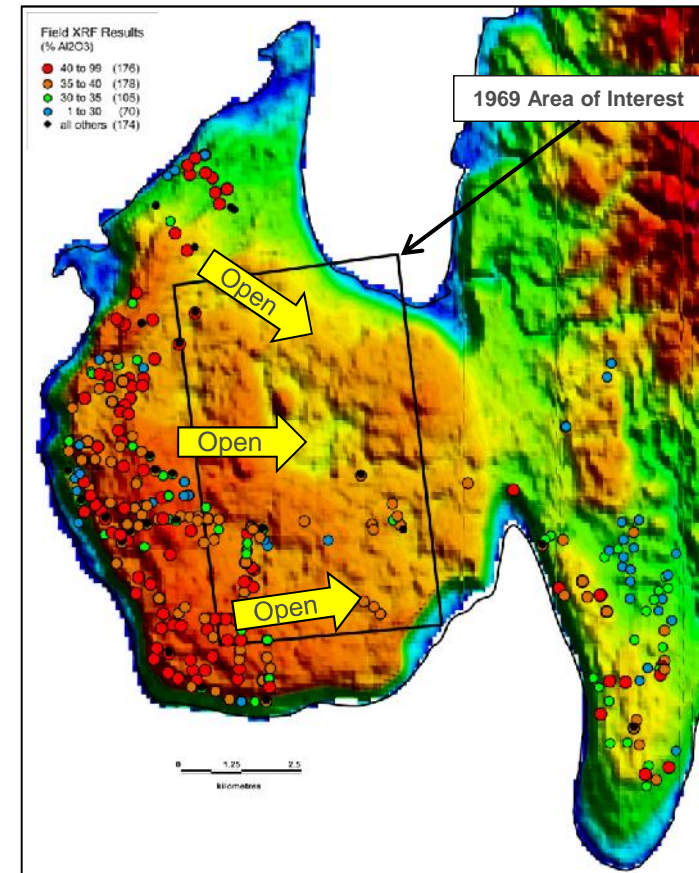 Field XRF Results
(% Al2O3)
40 to 99 (176)
35 to 40 (178)
30 to 35 (105)
1 to 30 (70)
all others (174)
1969 Area of Interest
Open
Open
Open
0 1.25 2.5
kilometres